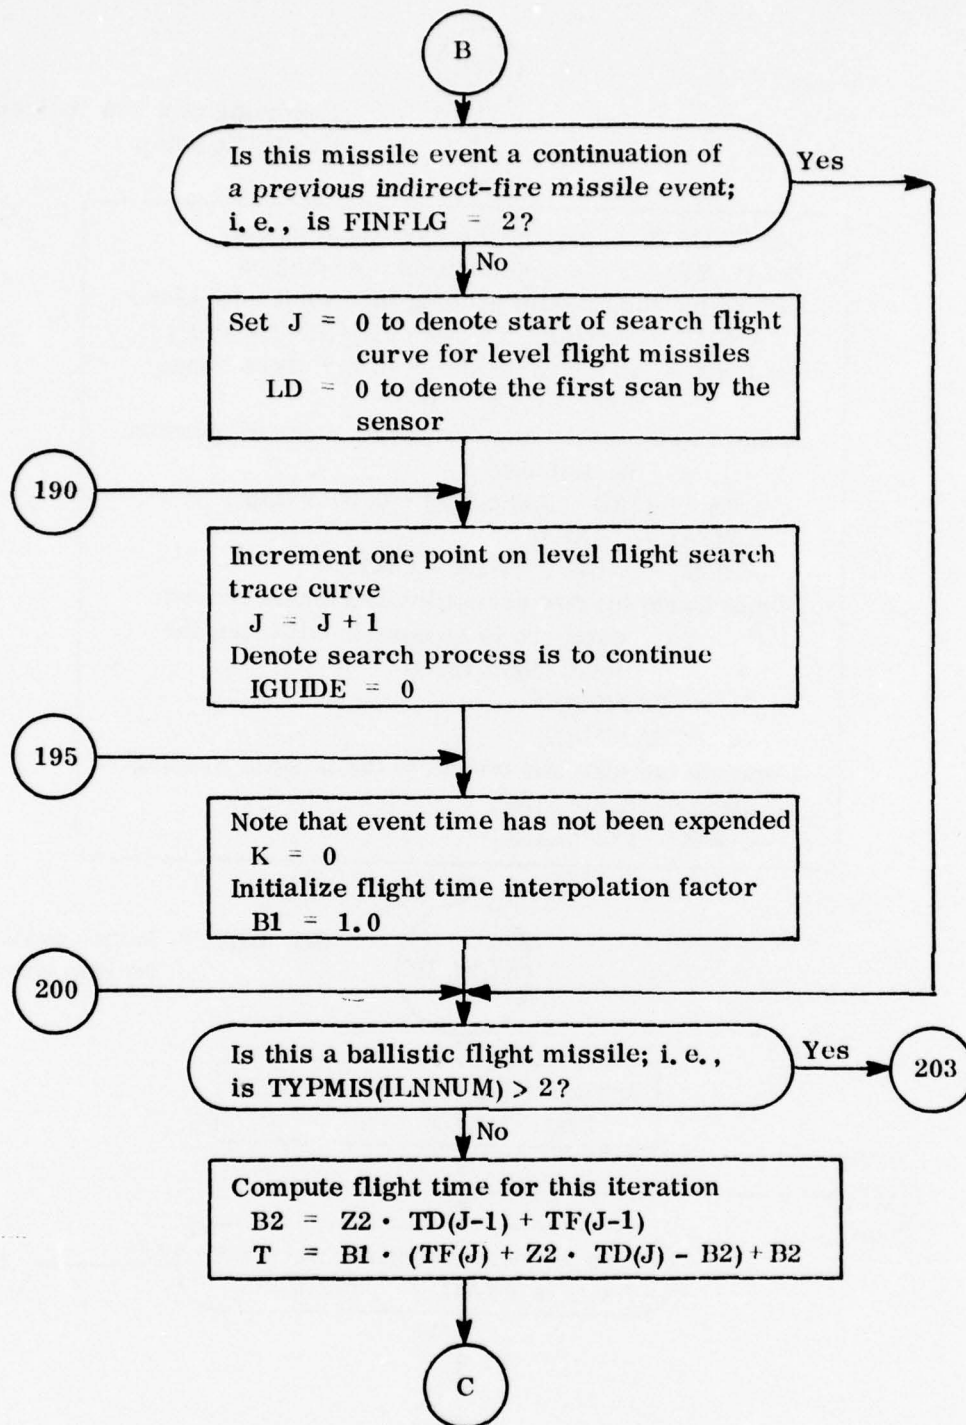 B
Is this missile event a continuation of
a previous indirect-fire missile event;
i.e., is FINFLG = 2?
Yes
No
Set J = 0 to denote start of search flight
curve for level flight missiles
LD = 0 to denote the first scan by the
sensor
190
Increment one point on level flight search
trace curve
J = J + 1
Denote search process is to continue
IGUIDE = 0
195
Note that event time has not been expended
K = 0
Initialize flight time interpolation factor
B1 = 1.0
200
Is this a ballistic flight missile; i.e.,
is TYPMIS(ILNNUM) > 2?
Yes
203
No
Compute flight time for this iteration
B2 = Z2 · TD(J-1) + TF(J-1)
T = B1 · (TF(J) + Z2 · TD(J) - B2) + B2
C